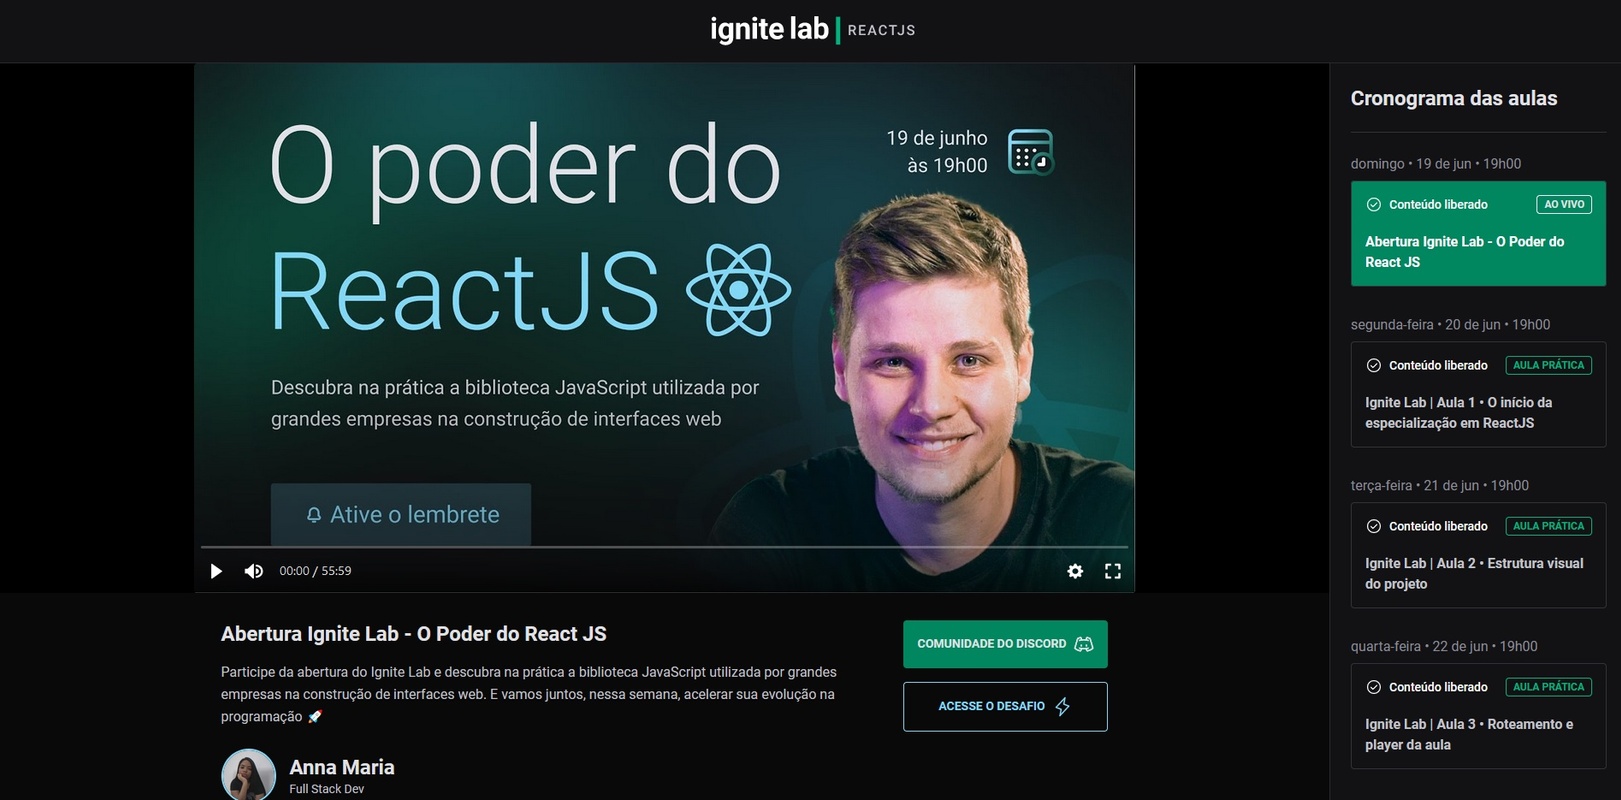 ignite lab | REACTJS
O poder do
ReactJS
19 de junho
às 19h00
Descubra na prática a biblioteca JavaScript utilizada por
grandes empresas na construção de interfaces web
Ative o lembrete
00:00 / 55:59
Abertura Ignite Lab - O Poder do React JS
Participe da abertura do Ignite Lab e descubra na prática a biblioteca JavaScript utilizada por grandes
empresas na construção de interfaces web. E vamos juntos, nessa semana, acelerar sua evolução na
programação 🚀
Anna Maria
Full Stack Dev
COMUNIDADE DO DISCORD
ACESSE O DESAFIO
Cronograma das aulas
domingo • 19 de jun • 19h00
Conteúdo liberado AO VIVO
Abertura Ignite Lab - O Poder do
React JS
segunda-feira • 20 de jun • 19h00
Conteúdo liberado AULA PRÁTICA
Ignite Lab | Aula 1 • O início da
especialização em ReactJS
terça-feira • 21 de jun • 19h00
Conteúdo liberado AULA PRÁTICA
Ignite Lab | Aula 2 • Estrutura visual
do projeto
quarta-feira • 22 de jun • 19h00
Conteúdo liberado AULA PRÁTICA
Ignite Lab | Aula 3 • Roteamento e
player da aula